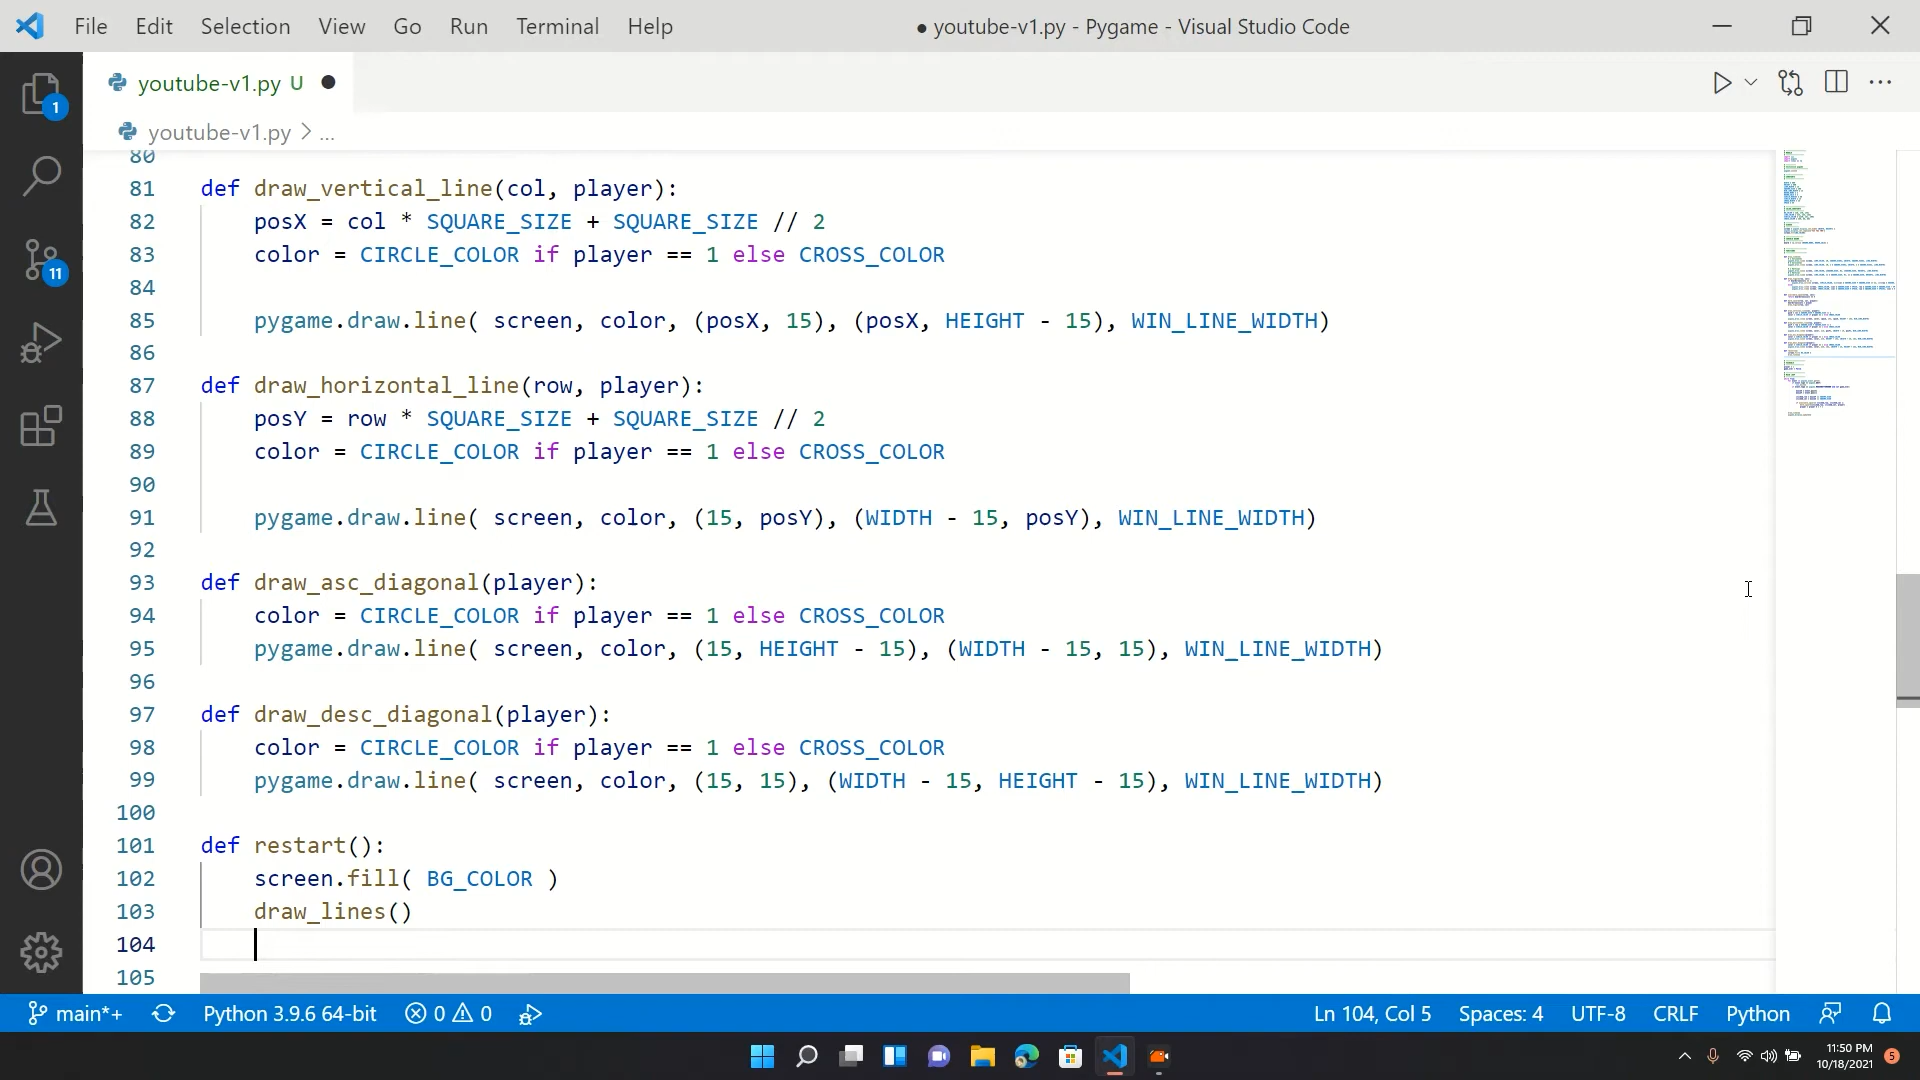 File Edit Selection View Go Run Terminal Help ● youtube-v1.py - Pygame - Visual Studio Code
youtube-v1.py U ●
youtube-v1.py > ...
1
11
80
81 def draw_vertical_line(col, player):
82 posX = col * SQUARE_SIZE + SQUARE_SIZE // 2
83 color = CIRCLE_COLOR if player == 1 else CROSS_COLOR
84
85 pygame.draw.line( screen, color, (posX, 15), (posX, HEIGHT - 15), WIN_LINE_WIDTH)
86
87 def draw_horizontal_line(row, player):
88 posY = row * SQUARE_SIZE + SQUARE_SIZE // 2
89 color = CIRCLE_COLOR if player == 1 else CROSS_COLOR
90
91 pygame.draw.line( screen, color, (15, posY), (WIDTH - 15, posY), WIN_LINE_WIDTH)
92
93 def draw_asc_diagonal(player):
94 color = CIRCLE_COLOR if player == 1 else CROSS_COLOR
95 pygame.draw.line( screen, color, (15, HEIGHT - 15), (WIDTH - 15, 15), WIN_LINE_WIDTH)
96
97 def draw_desc_diagonal(player):
98 color = CIRCLE_COLOR if player == 1 else CROSS_COLOR
99 pygame.draw.line( screen, color, (15, 15), (WIDTH - 15, HEIGHT - 15), WIN_LINE_WIDTH)
100
101 def restart():
102 screen.fill( BG_COLOR )
103 draw_lines()
104
105
main*+ Python 3.9.6 64-bit 0 0 Ln 104, Col 5 Spaces: 4 UTF-8 CRLF Python
11:50 PM
10/18/2021
5